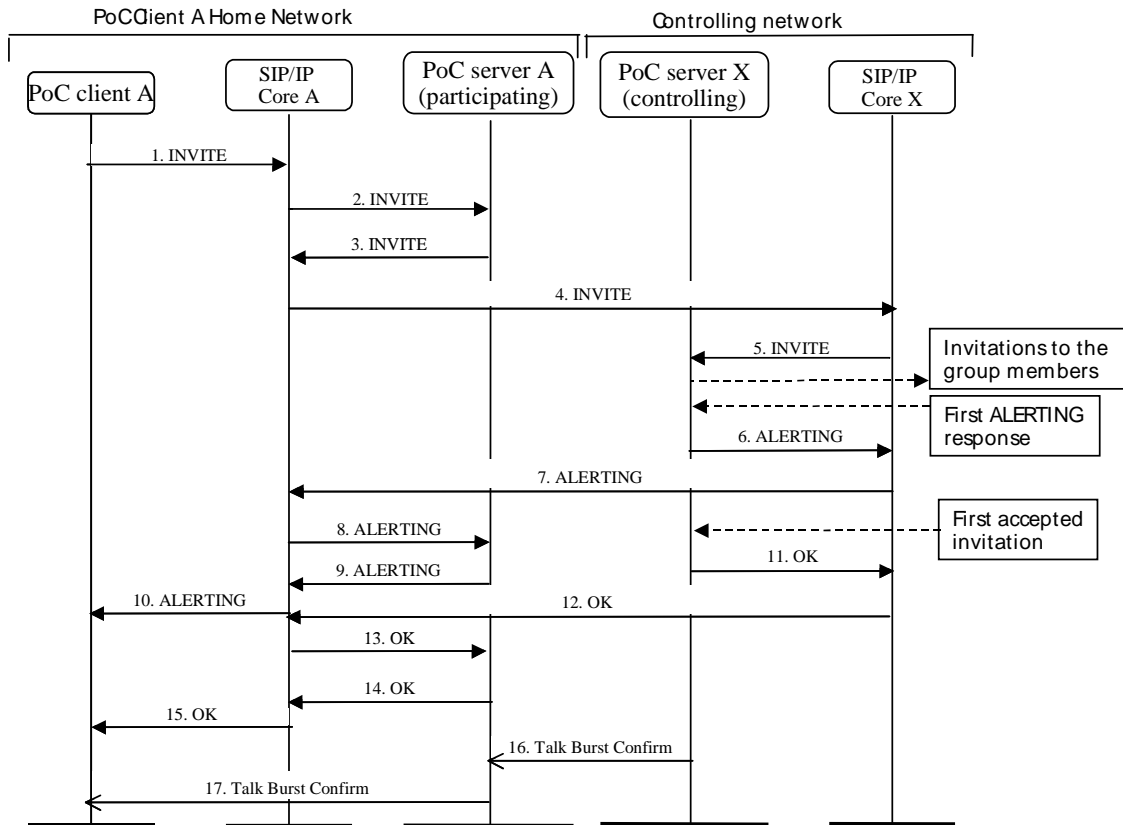 PoCClient A Home Network
Controlling network
PoC client A
SIP/IP
Core A
PoC server A
(participating)
PoC server X
(controlling)
SIP/IP
Core X
1. INVITE
2. INVITE
3. INVITE
4. INVITE
5. INVITE
Invitations to the
group members
First ALERTING
response
6. ALERTING
7. ALERTING
8. ALERTING
First accepted
invitation
9. ALERTING
11. OK
10. ALERTING
12. OK
13. OK
14. OK
15. OK
16. Talk Burst Confirm
17. Talk Burst Confirm